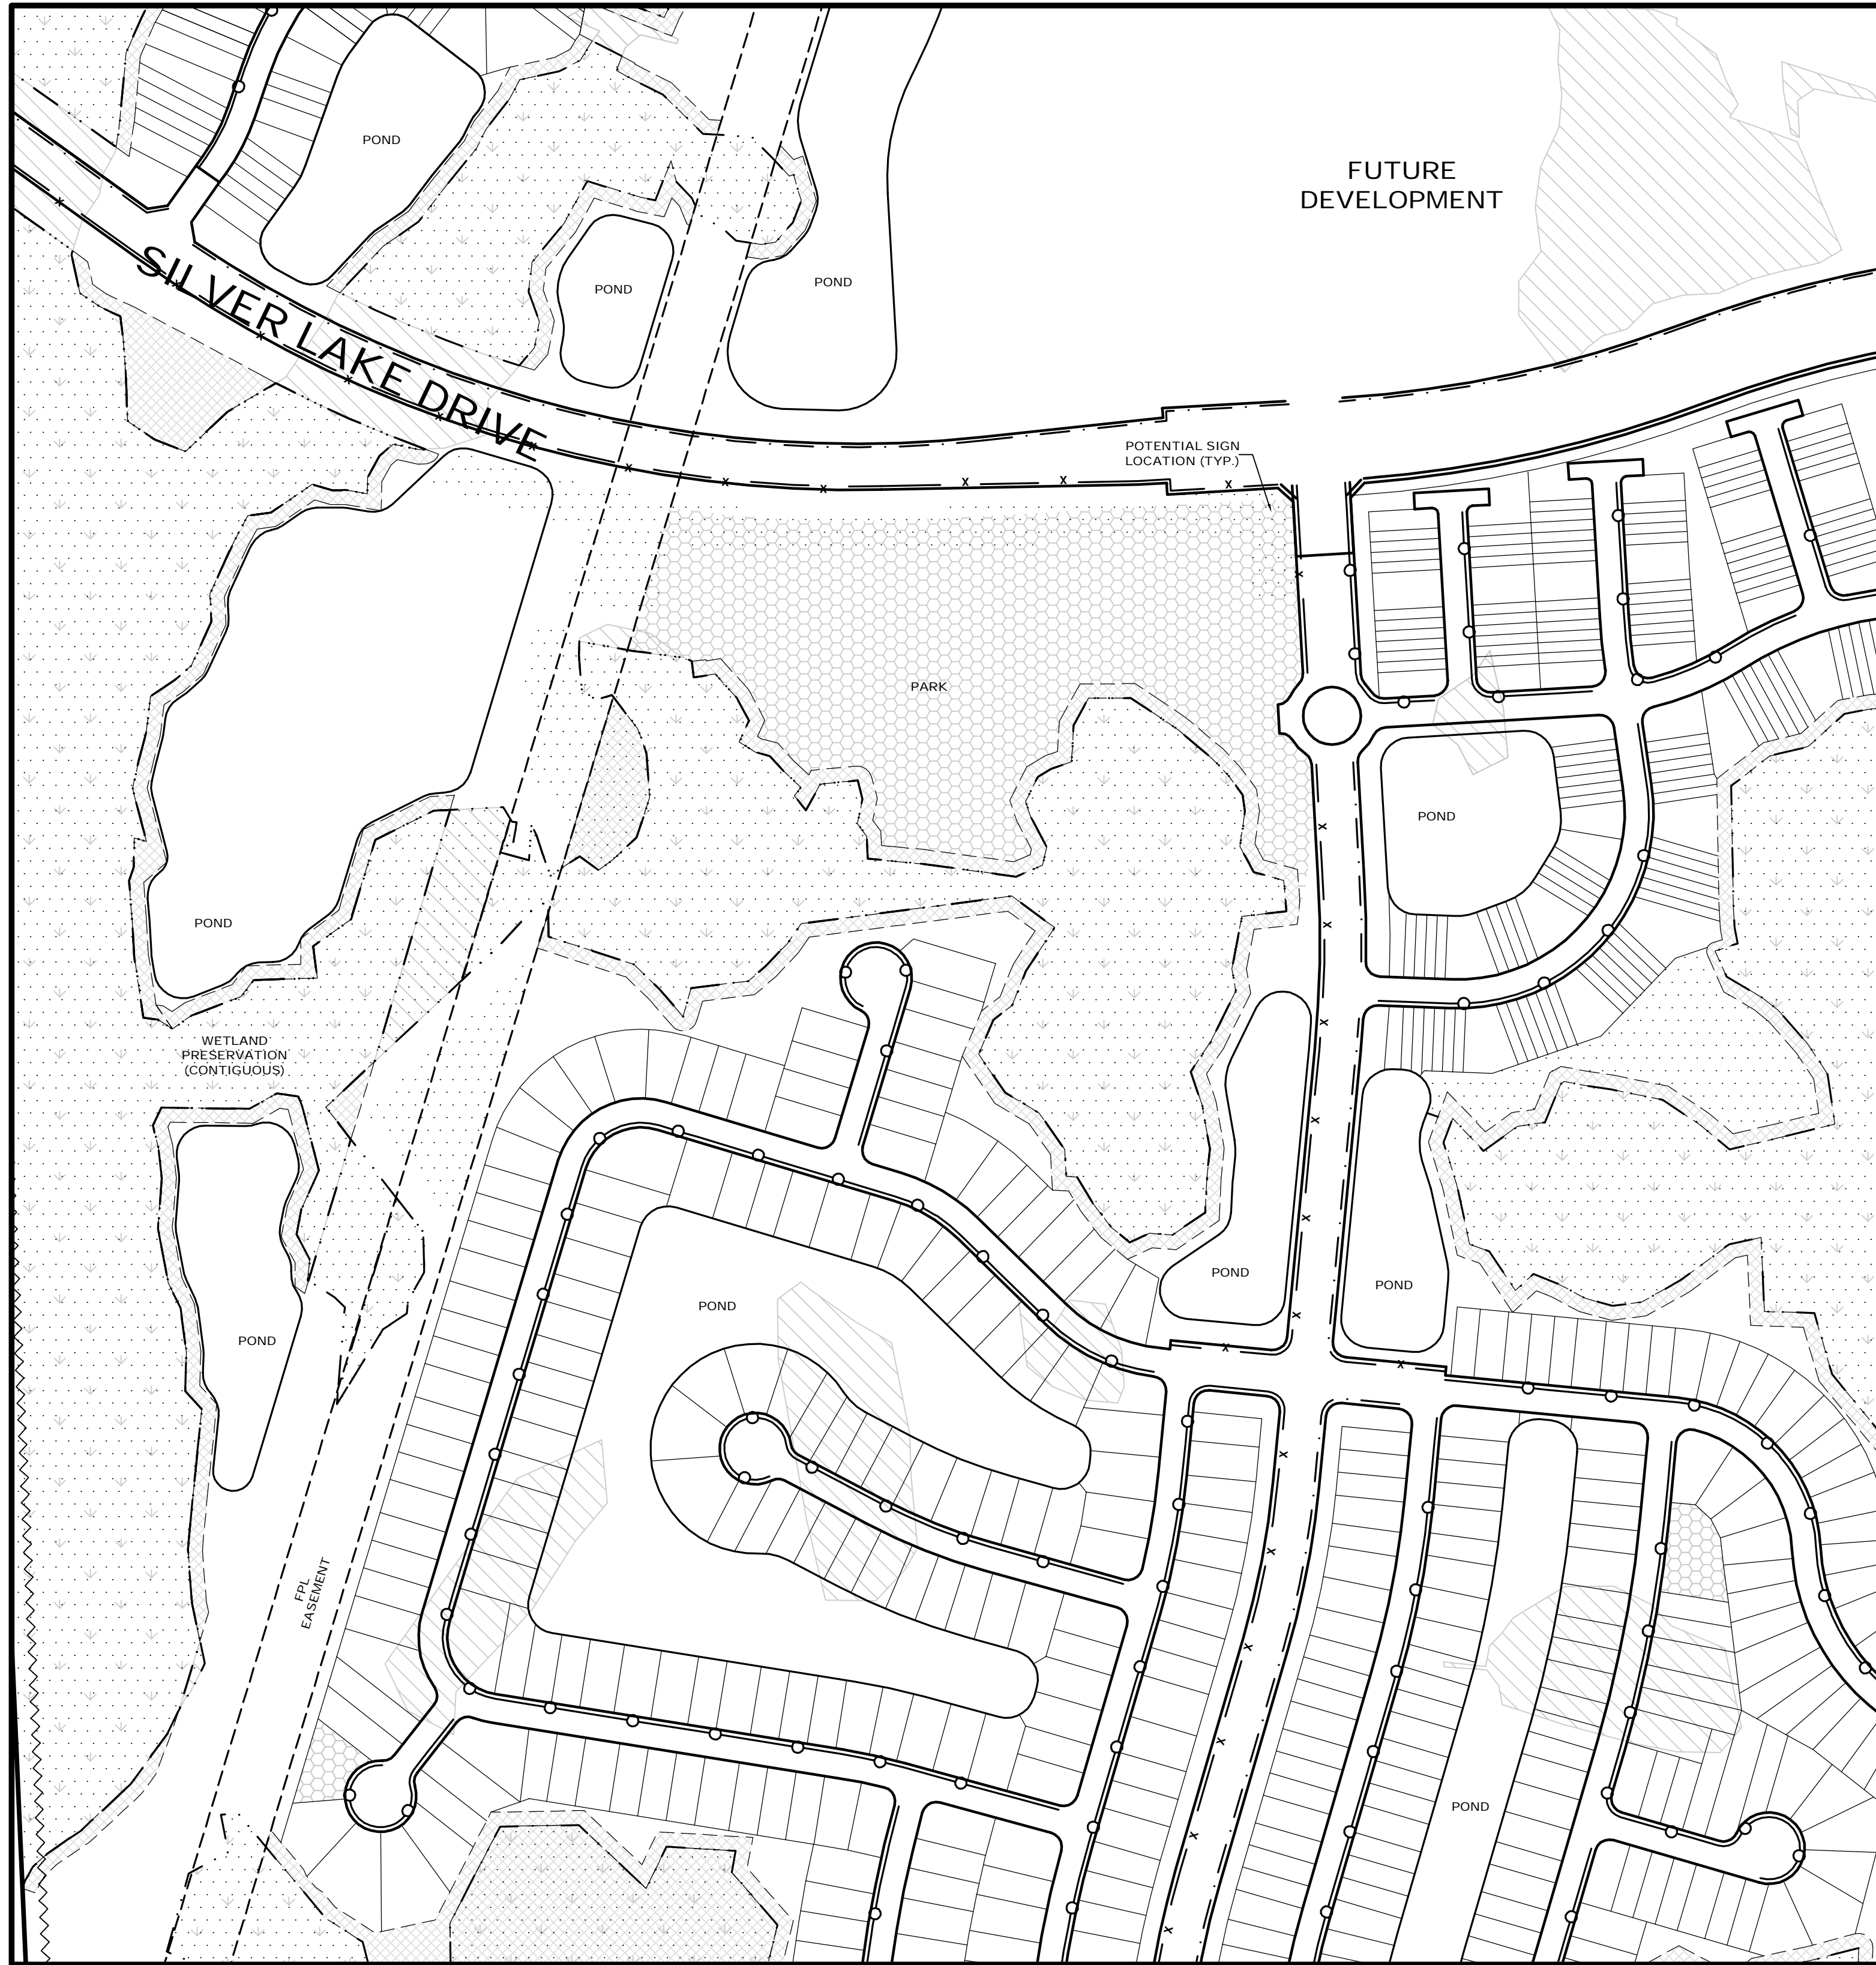 POND
FUTURE
DEVELOPMENT
POND
POND
SILVER LAKE DRIVE
POTENTIAL SIGN
LOCATION (TYP.)
PARK
POND
POND
WETLAND
PRESERVATION
(CONTIGUOUS)
POND
POND
POND
POND
FPL
EASEMENT
POND